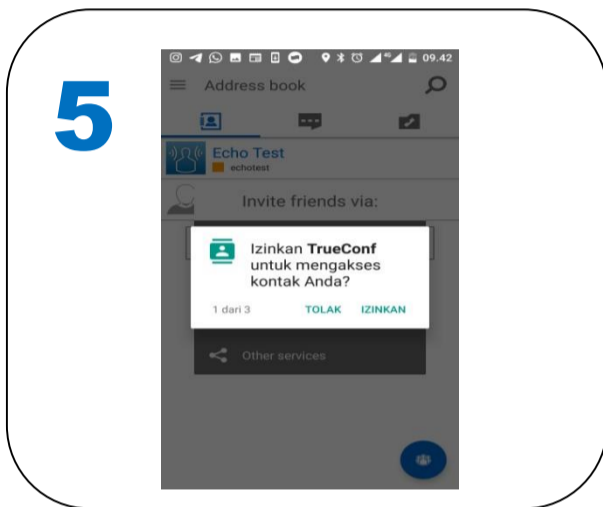 5
09.42
Address book
Echo Test
echotest
Invite friends via:
Izinkan TrueConf
untuk mengakses
kontak Anda?
1 dari 3 TOLAK IZINKAN
Other services